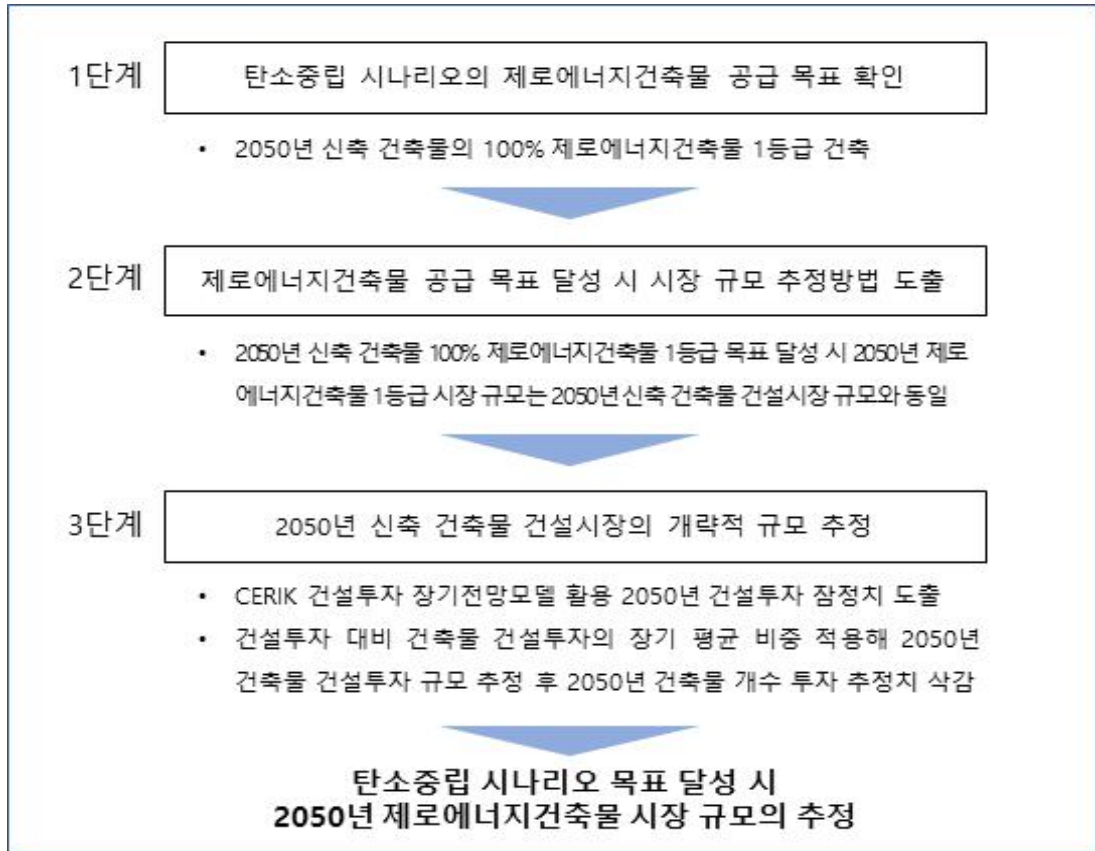 1단계
탄소중립 시나리오의 제로에너지건축물 공급 목표 확인
• 2050년 신축 건축물의 100% 제로에너지건축물 1등급 건축
2단계
제로에너지건축물 공급 목표 달성 시 시장 규모 추정방법 도출
• 2050년 신축 건축물 100% 제로에너지건축물 1등급 목표 달성 시 2050년 제로
에너지건축물 1등급 시장 규모는 2050년 신축 건축물 건설시장 규모와 동일
3단계
2050년 신축 건축물 건설시장의 개략적 규모 추정
• CERIK 건설투자 장기전망모델 활용 2050년 건설투자 잠정치 도출
• 건설투자 대비 건축물 건설투자의 장기 평균 비중 적용해 2050년
건축물 건설투자 규모 추정 후 2050년 건축물 개수 투자 추정치 삭감
탄소중립 시나리오 목표 달성 시
2050년 제로에너지건축물 시장 규모의 추정